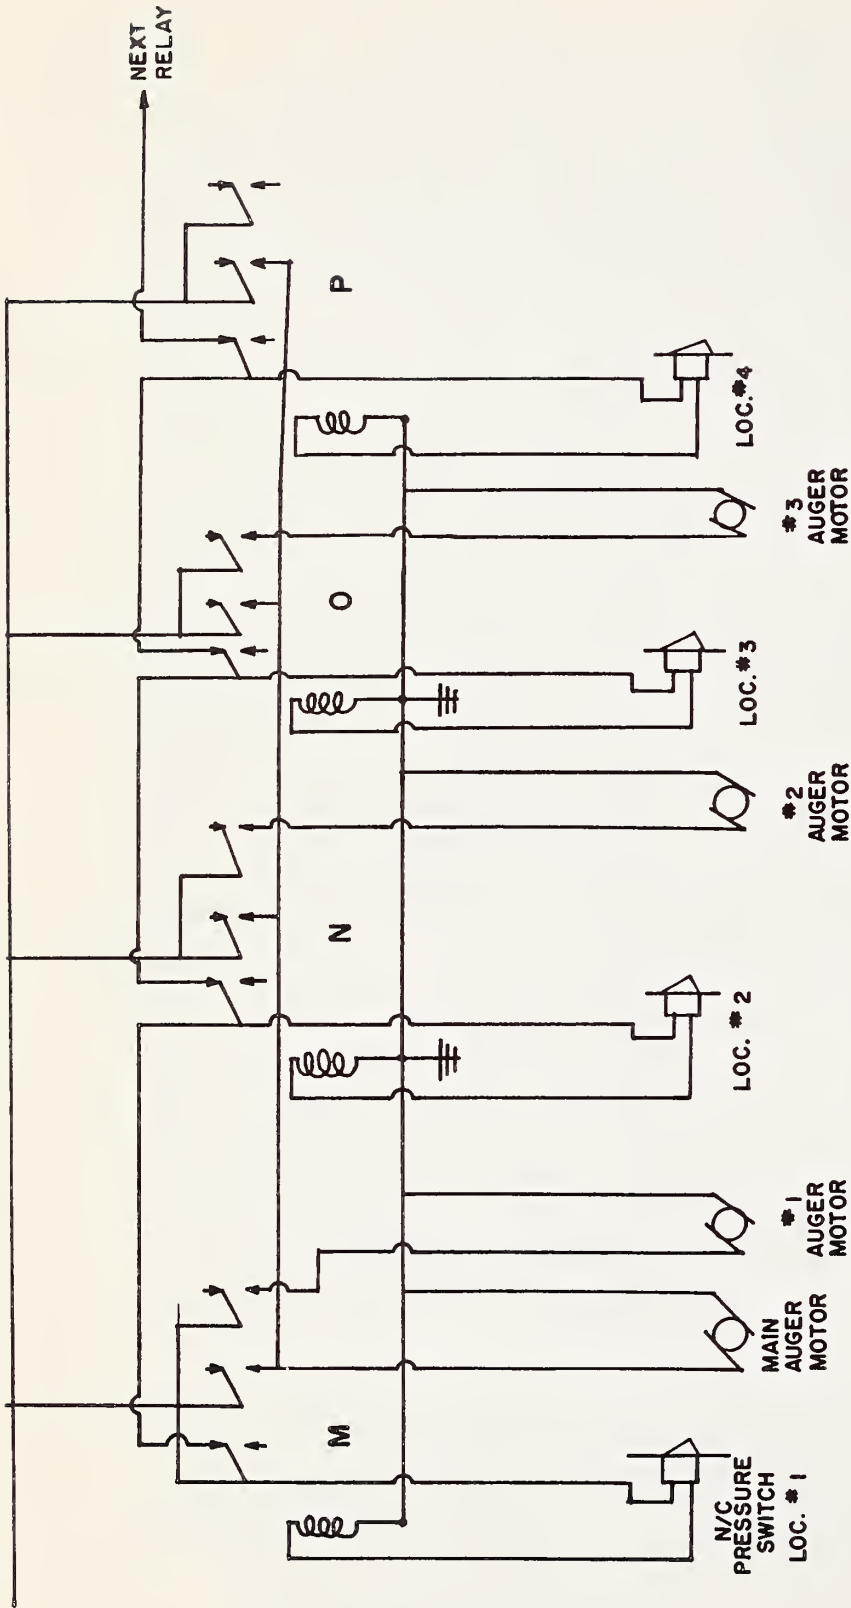 NEXT
RELAY
P
O
N
M
LOC.#4
#3
AUGER
MOTOR
LOC.#3
#2
AUGER
MOTOR
LOC. #2
#1
AUGER
MOTOR
MAIN
AUGER
MOTOR
N/C
PRESSURE
SWITCH
LOC. #1